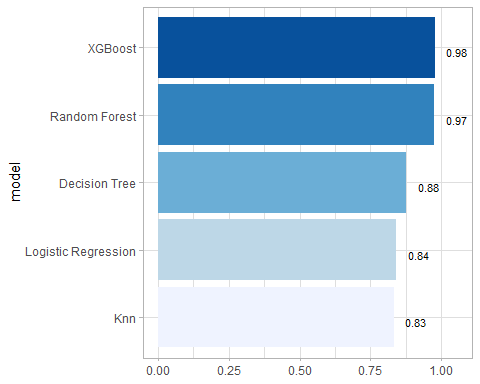 model
XGBoost 0.98
Random Forest 0.97
Decision Tree 0.88
Logistic Regression 0.84
Knn 0.83
0.00 0.25 0.50 0.75 1.00